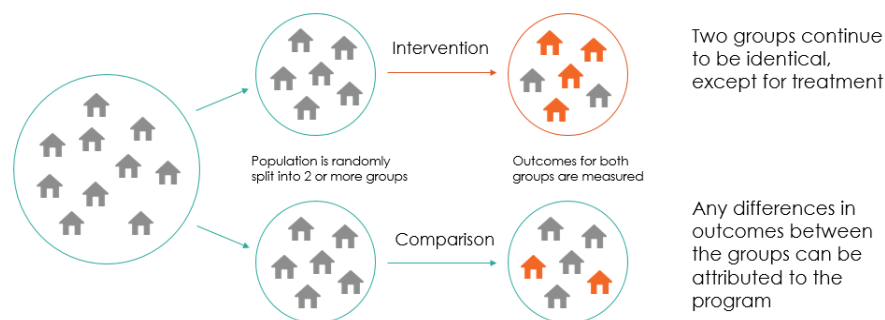 Intervention
Two groups continue
to be identical,
except for treatment
Population is randomly
split into 2 or more groups
Outcomes for both
groups are measured
Comparison
Any differences in
outcomes between
the groups can be
attributed to the
program